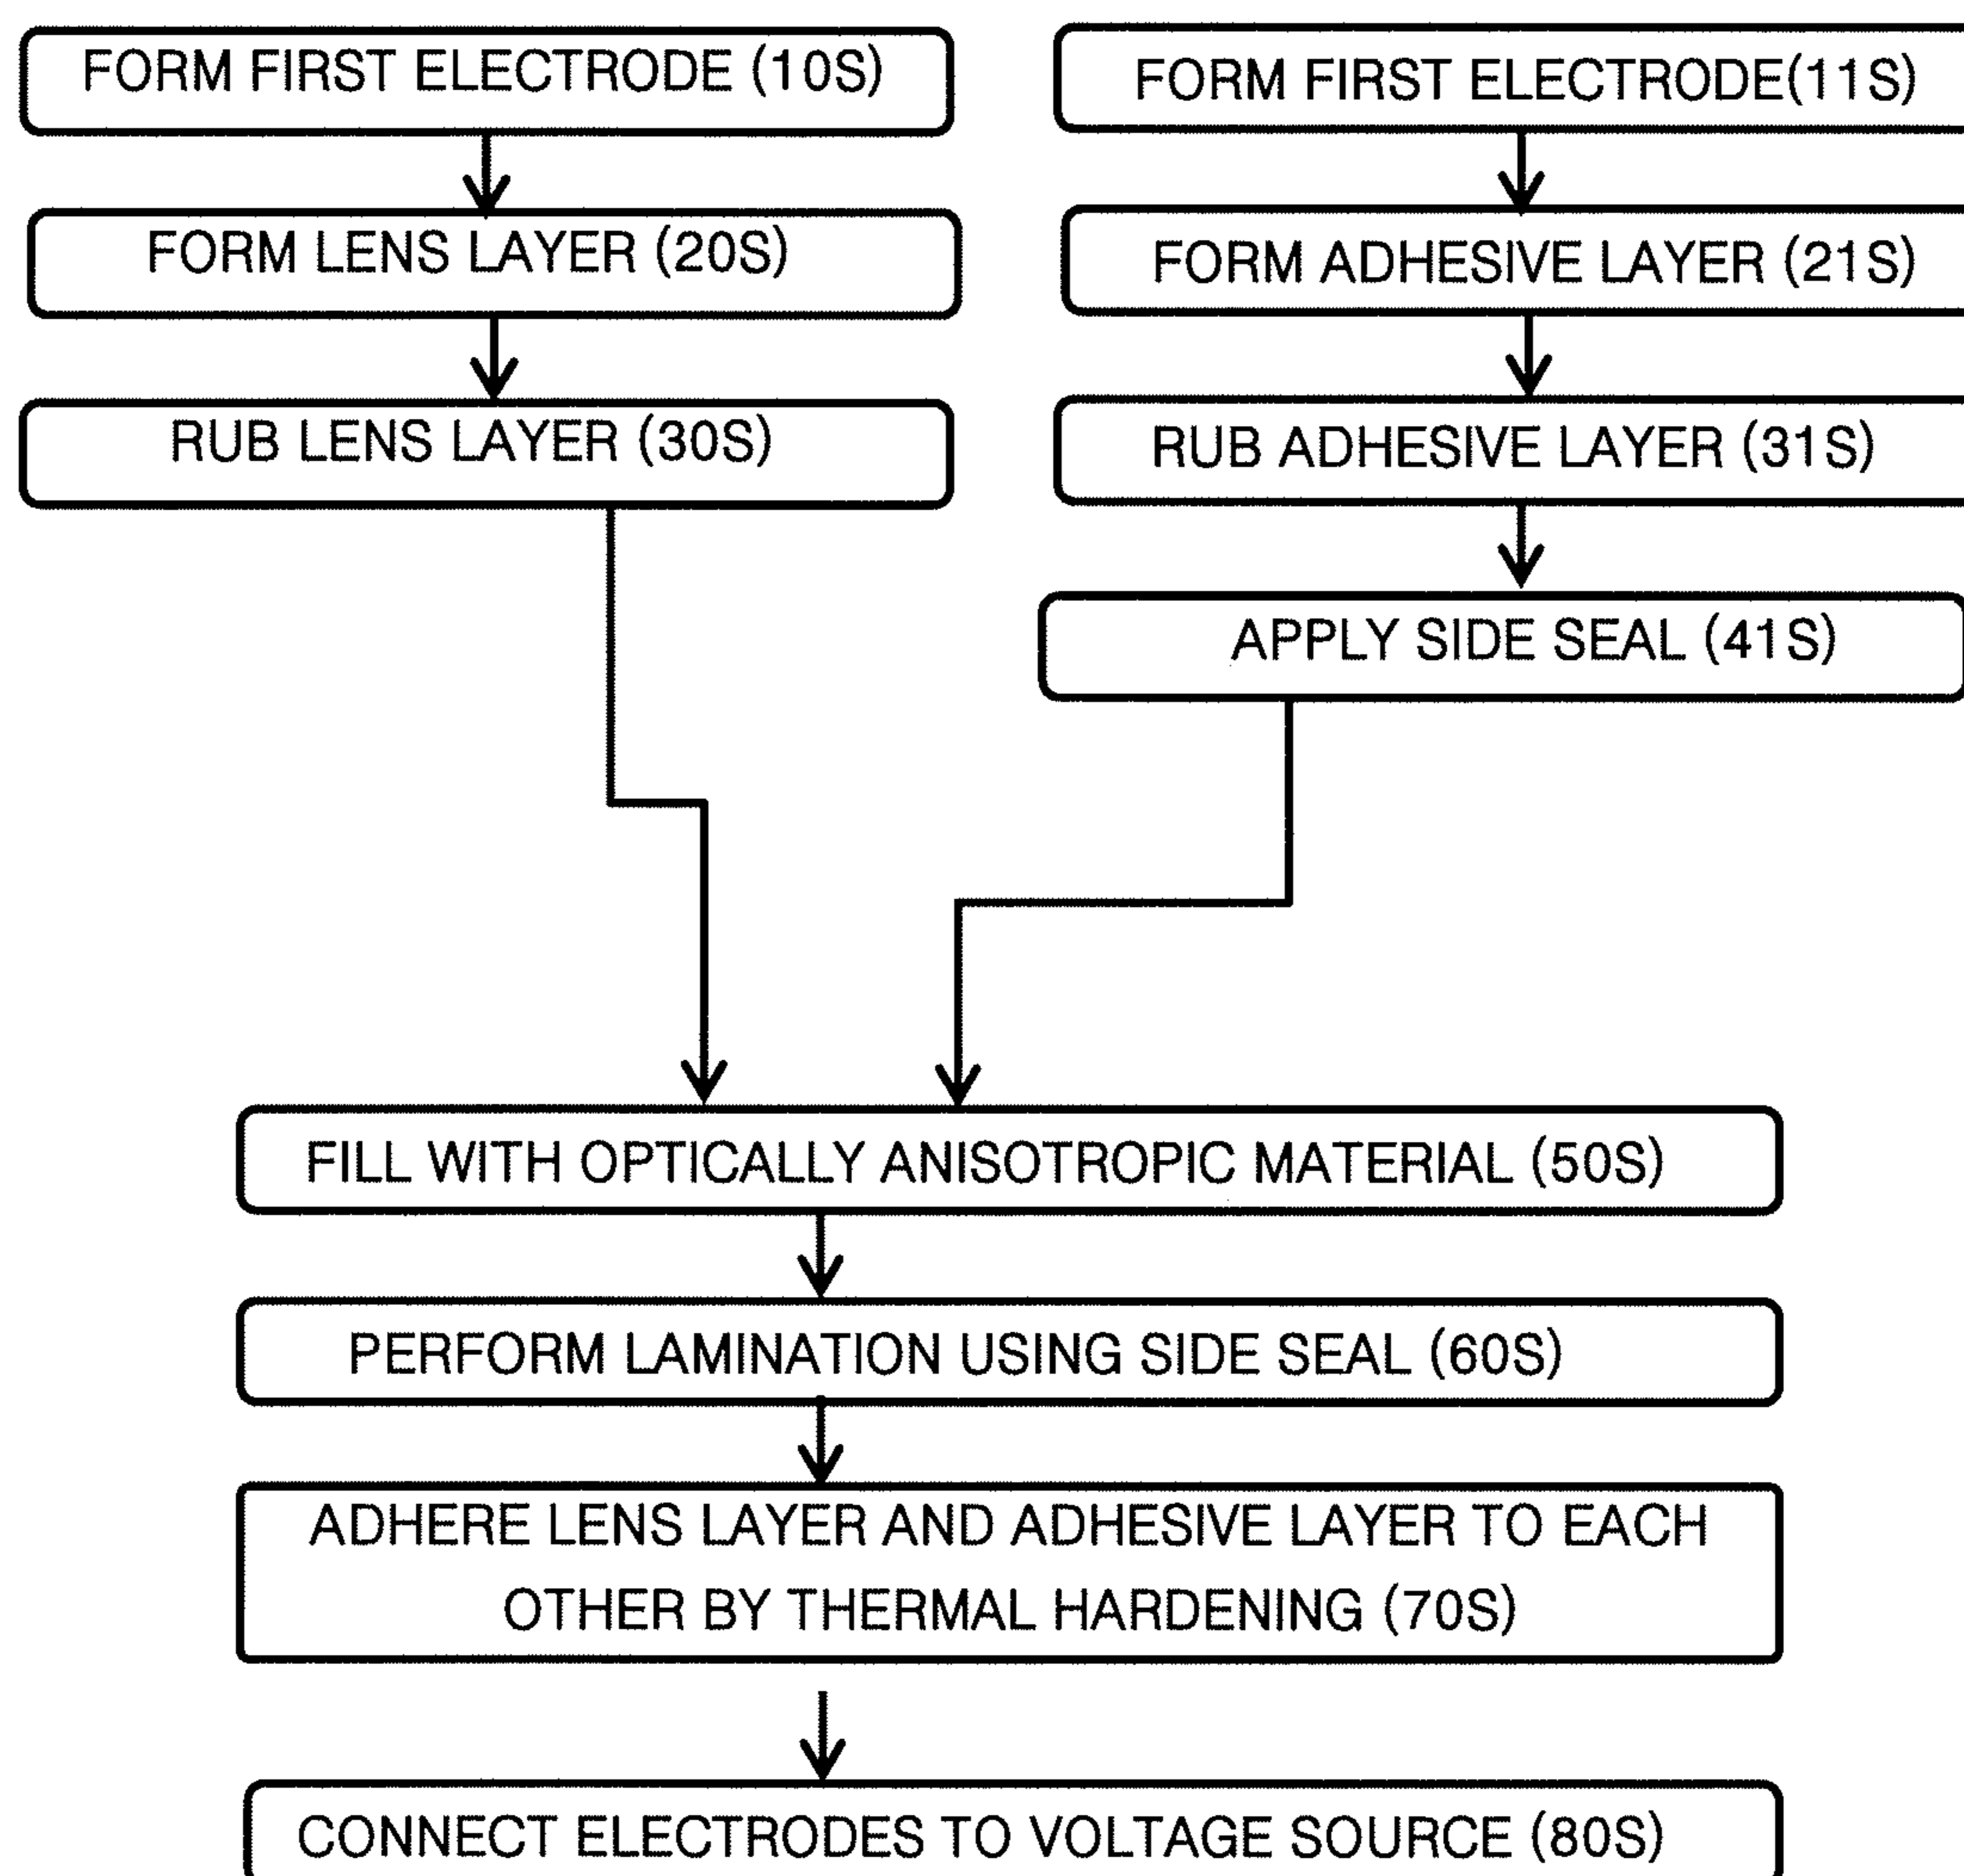 FORM FIRST ELECTRODE (10S)
FORM LENS LAYER (20S)
RUB LENS LAYER (30S)
FORM FIRST ELECTRODE(11S)
FORM ADHESIVE LAYER (21S)
RUB ADHESIVE LAYER (31S)
APPLY SIDE SEAL (41S)
FILL WITH OPTICALLY ANISOTROPIC MATERIAL (50S)
PERFORM LAMINATION USING SIDE SEAL (60S)
ADHERE LENS LAYER AND ADHESIVE LAYER TO EACH
OTHER BY THERMAL HARDENING (70S)
CONNECT ELECTRODES TO VOLTAGE SOURCE (80S)